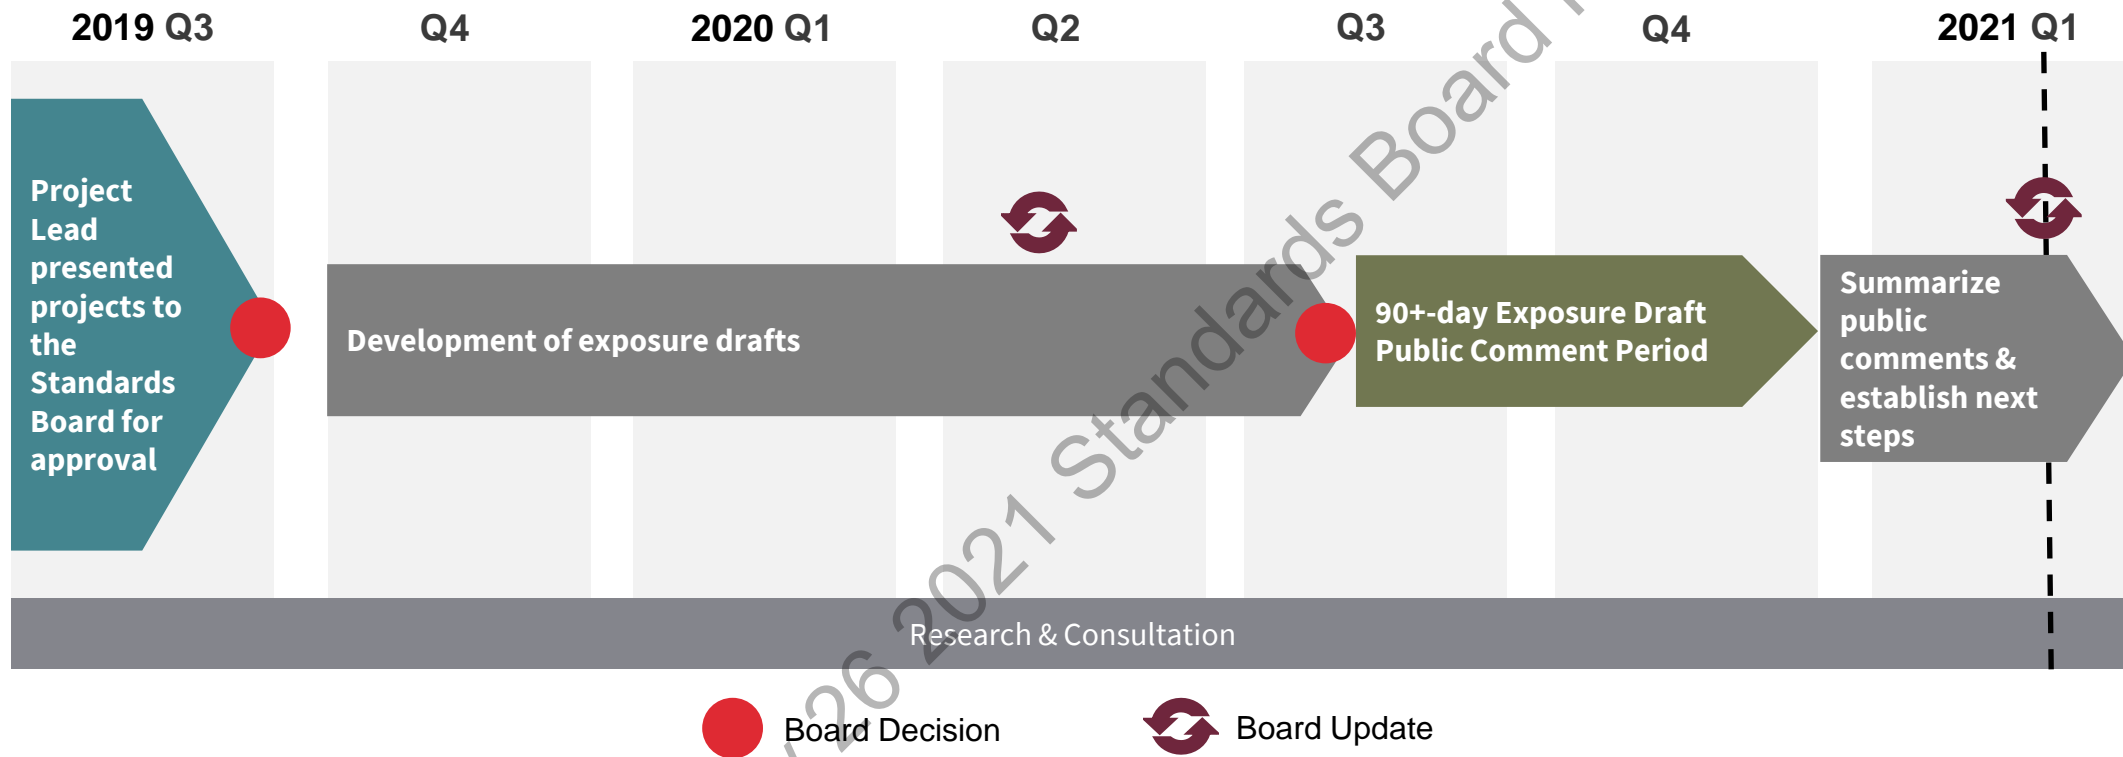 2019 Q3
Q4
2020 Q1
Q2
Q3
Q4
2021 Q1
Project
Lead
presented
projects to
the
Standards
Board for
approval
Development of exposure drafts
90+-day Exposure Draft
Public Comment Period
Summarize
public
comments &
establish next
steps
Research & Consultation
Board Decision
Board Update
26 2021 Standards Board